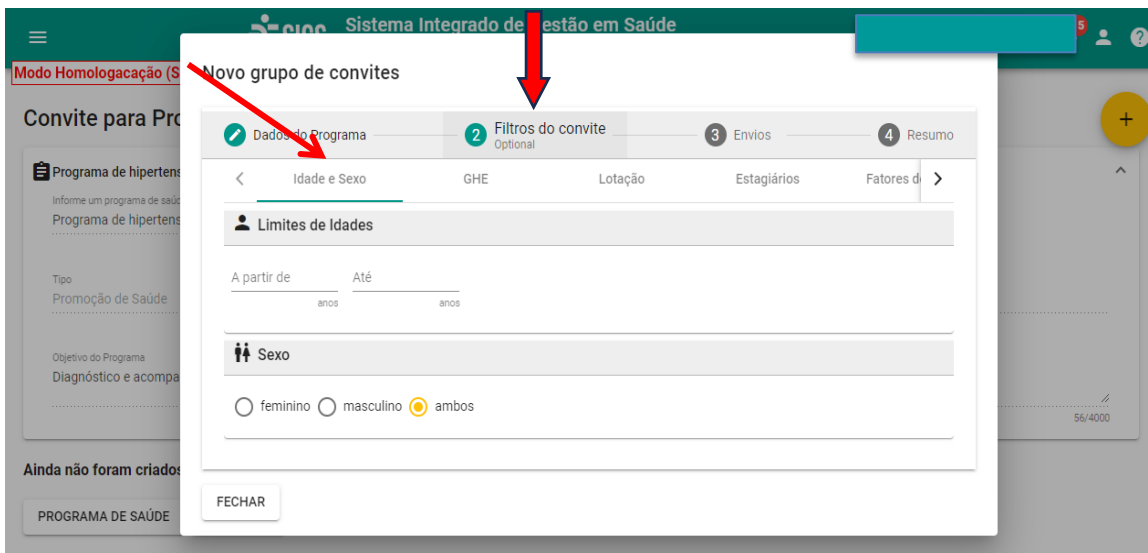 Sistema Integrado de Gestão em Saúde
5
Modo Homologacação (S
Novo grupo de convites
Convite para Pro
+
Dados do Programa
2 Filtros do convite
Optional
3 Envios
4 Resumo
Programa de hipertens
Idade e Sexo GHE Lotação Estagiários Fatores d
Informe um programa de saúd
Programa de hipertens
Limites de Idades
Tipo
Promoção de Saúde
A partir de Até
anos anos
Sexo
Objetivo do Programa
Diagnóstico e acompa
feminino masculino ambos
56/4000
Ainda não foram criados
FECHAR
PROGRAMA DE SAÚDE